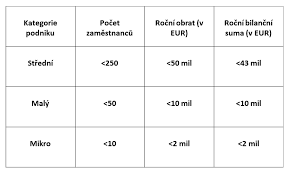 Kategorie podniku
Počet zaměstnanců
Roční obrat (v EUR)
Roční bilanční suma (v EUR)
Střední
<250
<50 mil
<43 mil
Malý
<50
<10 mil
<10 mil
Mikro
<10
<2 mil
<2 mil